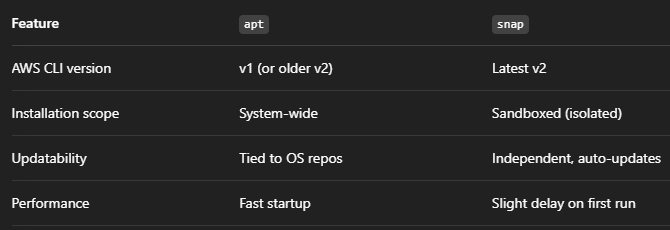 Feature apt snap
AWS CLI version v1 (or older v2) Latest v2
Installation scope System-wide Sandboxed (isolated)
Updatability Tied to OS repos Independent, auto-updates
Performance Fast startup Slight delay on first run